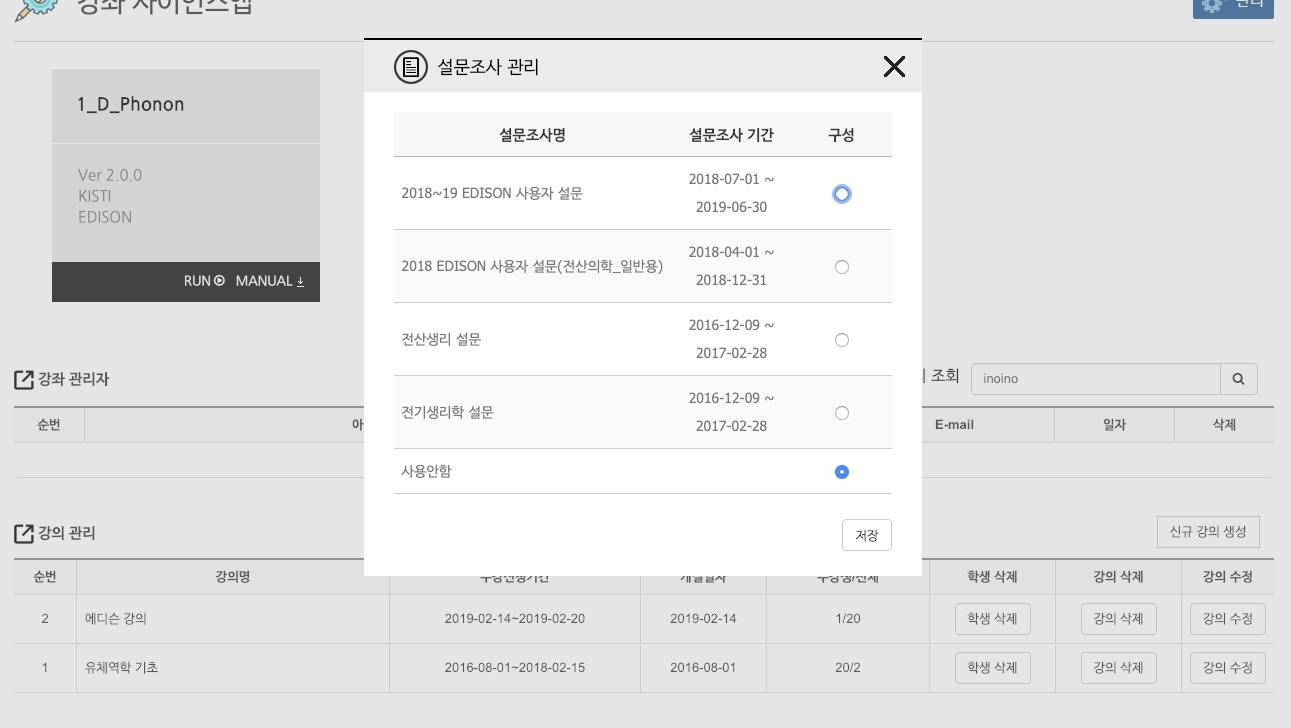 강좌 사이언스앱
관리
설문조사 관리
1_D_Phonon
Ver 2.0.0
KISTI
EDISON
RUN MANUAL
설문조사명 설문조사 기간 구성
2018~19 EDISON 사용자 설문 2018-07-01 ~
2019-06-30
2018 EDISON 사용자 설문(전산의학_일반용) 2018-04-01 ~
2018-12-31
전산생리 설문 2016-12-09 ~
2017-02-28
전기생리학 설문 2016-12-09 ~
2017-02-28
사용안함
저장
강좌 관리자
조회 inoino
순번 아 E-mail 일자 삭제
강의 관리
신규 강의 생성
순번 강의명 수강신청기간 개설일자 수강생/전체 학생 삭제 강의 삭제 강의 수정
2 에디슨 강의 2019-02-14~2019-02-20 2019-02-14 1/20 학생 삭제 강의 삭제 강의 수정
1 유체역학 기초 2016-08-01~2018-02-15 2016-08-01 20/2 학생 삭제 강의 삭제 강의 수정